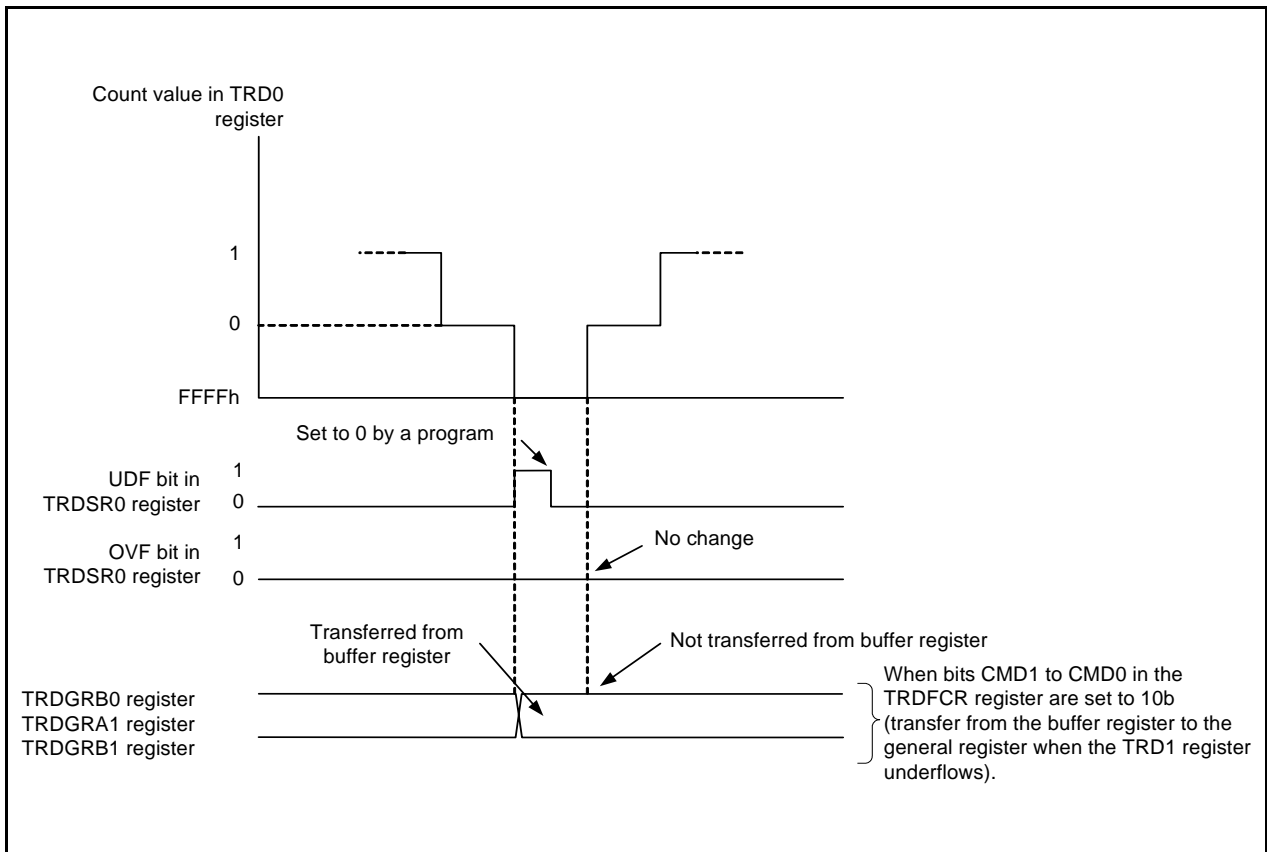 Count value in TRD0
register
1
0
FFFFh
Set to 0 by a program
UDF bit in
TRDSR0 register
1
0
No change
OVF bit in
TRDSR0 register
1
0
Transferred from
buffer register
Not transferred from buffer register
TRDGRB0 register
TRDGRA1 register
TRDGRB1 register
When bits CMD1 to CMD0 in the
TRDFCR register are set to 10b
(transfer from the buffer register to the
general register when the TRD1 register
underflows).